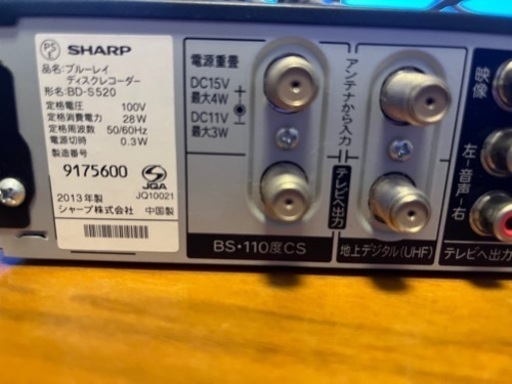 PS
E
SHARP
品名:ブルーレイ
ディスクレコーダー
形名:BD-S520
定格電圧 100V
定格消費電力 28W
定格周波数 50/60Hz
電源切時 0.3W
製造番号
9175600
JQA
JQ10021
2013年製
シャープ株式会社 中国製
電源重畳
DC15V
最大4W
DC11V
最大3W
+
BS・110度CS
アンテナから入力
テレビへ出力
地上デジタル(UHF)
映像
左-音声-右
テレビへ出力